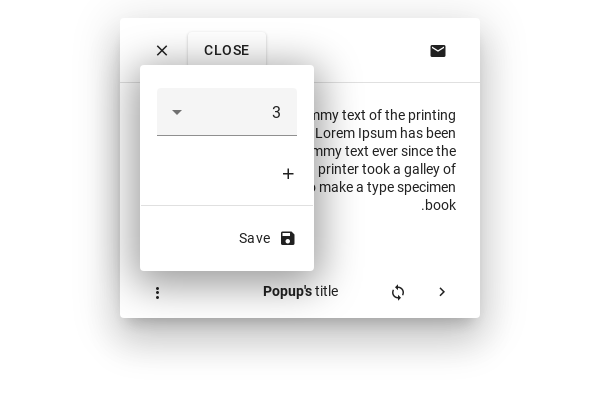 CLOSE
3
mmy text of the printing
Lorem Ipsum has been
mmy text ever since the
printer took a galley of
make a type specimen
.book
Save
Popup's title